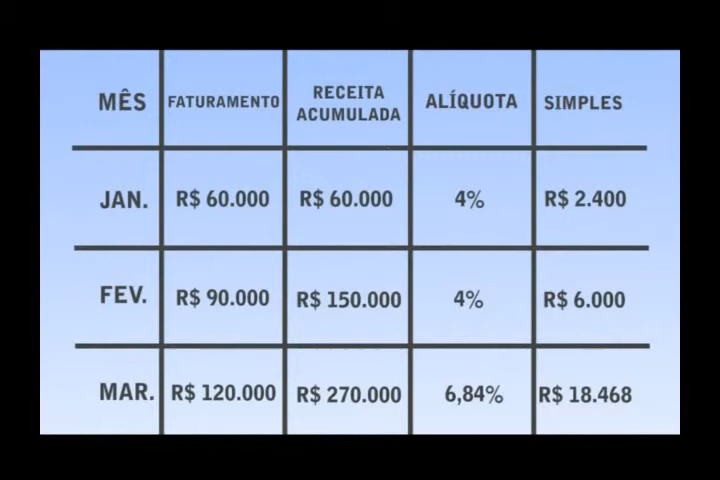 MÊS FATURAMENTO RECEITA ACUMULADA ALÍQUOTA SIMPLES
JAN. R$ 60.000 R$ 60.000 4% R$ 2.400
FEV. R$ 90.000 R$ 150.000 4% R$ 6.000
MAR. R$ 120.000 R$ 270.000 6,84% R$ 18.468